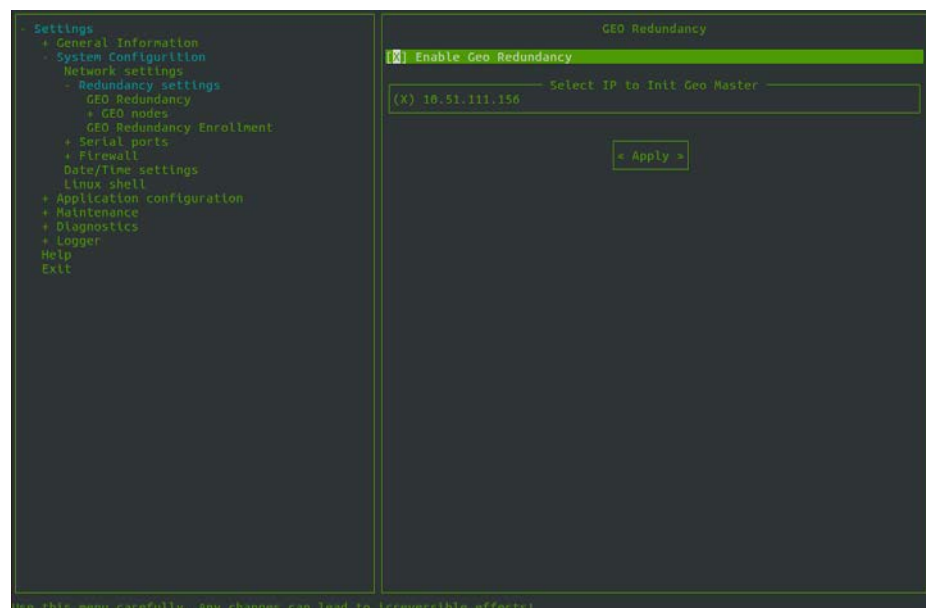 - Settings
+ General Information
- System Configurition
Network settings
- Redundancy settings
GEO Redundancy
+ GEO nodes
GEO Redundancy Enrollment
+ Serial ports
+ Firewall
Date/Time settings
Linux shell
+ Application configuration
+ Maintenance
+ Diagnostics
+ Logger
Help
Exit
GEO Redundancy
[X] Enable Geo Redundancy
Select IP to Init Geo Master
(X) 10.51.111.156
< Apply >
Use this menu carefully. Any changes can lead to irreversible effects!